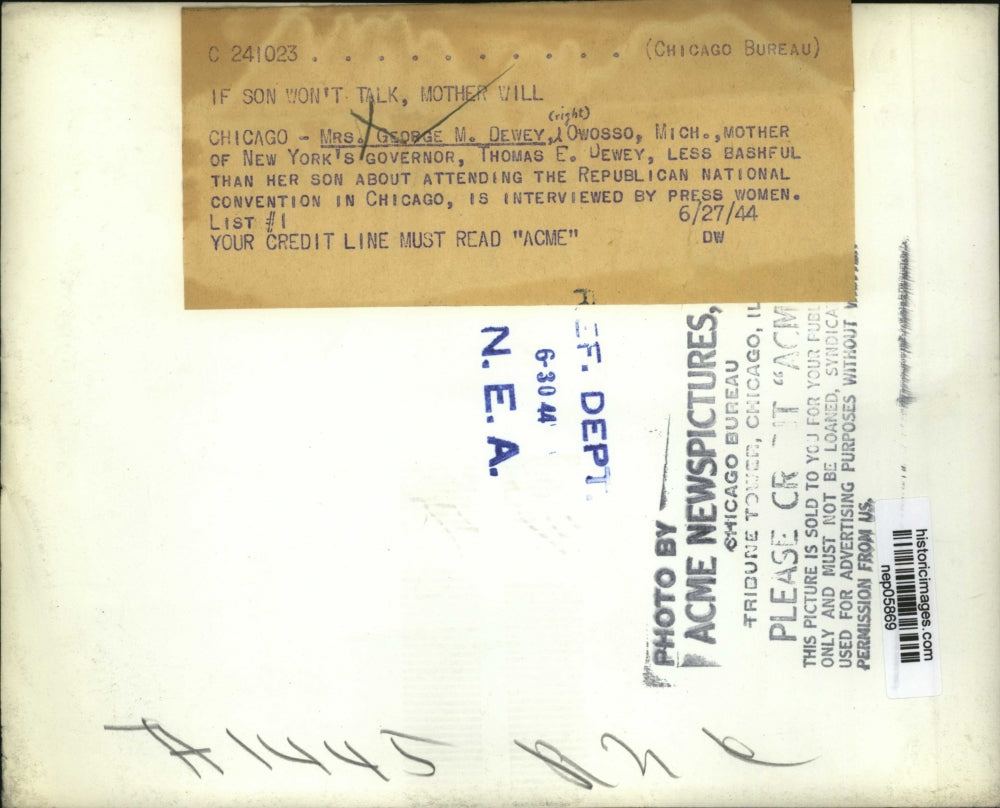 C 241023 . . . . . . . . . . . (CHICAGO BUREAU)
IF SON WON'T TALK, MOTHER WILL
(right)
CHICAGO - MRS. GEORGE M. DEWEY, OWOSSO, MICH., MOTHER
OF NEW YORK'S GOVERNOR, THOMAS E. DEWEY, LESS BASHFUL
THAN HER SON ABOUT ATTENDING THE REPUBLICAN NATIONAL
CONVENTION IN CHICAGO, IS INTERVIEWED BY PRESS WOMEN.
LIST #1 6/27/44
YOUR CREDIT LINE MUST READ "ACME" DW
REF. DEPT.
6-30 44
N. E. A.
PHOTO BY
ACME NEWSPICTURES,
CHICAGO BUREAU
TRIBUNE TOWER, CHICAGO, IL
PLEASE CR IT "ACM
THIS PICTURE IS SOLD TO YOU FOR YOUR PUBL
ONLY AND MUST NOT BE LOANED, SYNDICA
USED FOR ADVERTISING PURPOSES WITHOUT
PERMISSION FROM US.
historicimages.com
nep05869